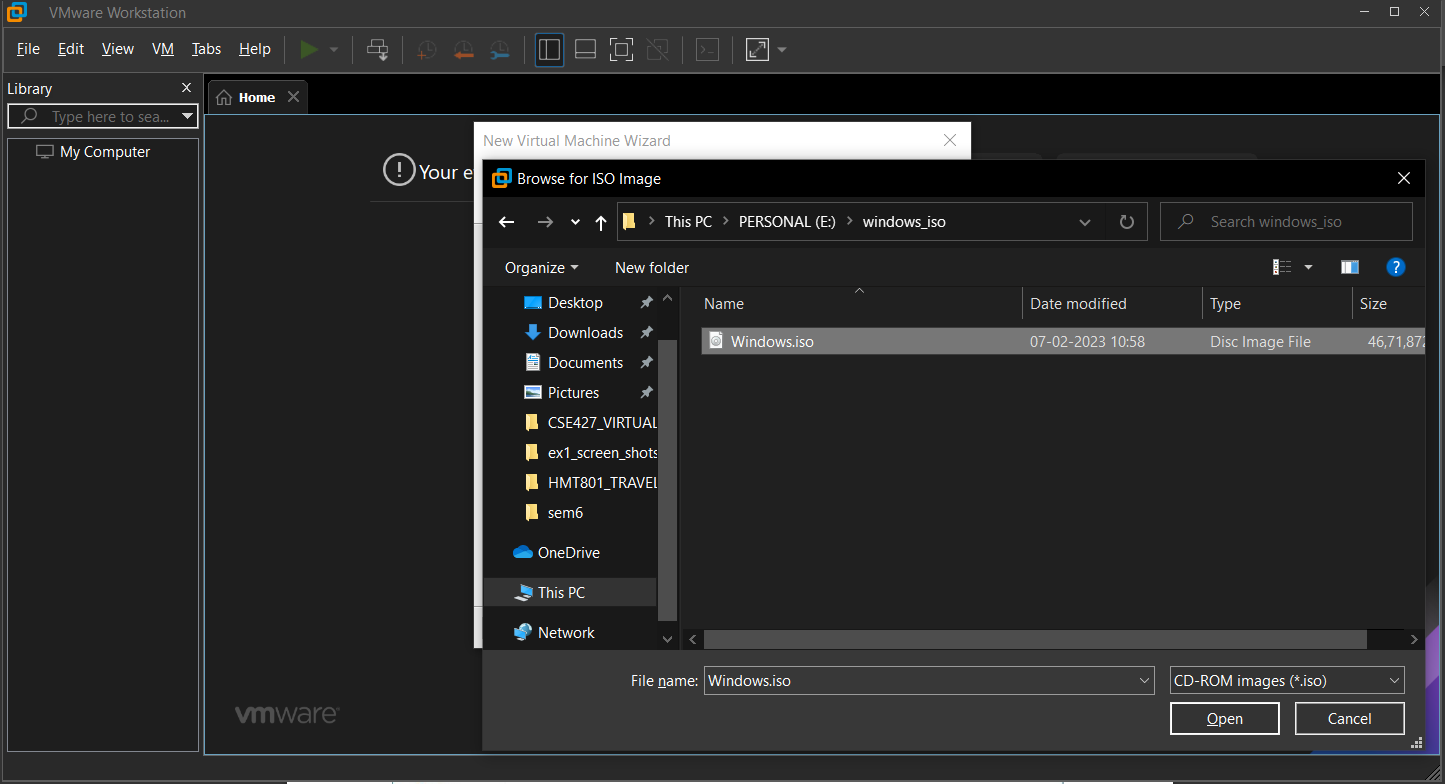 VMware Workstation
File Edit View VM Tabs Help
Library
Home
Type here to sea...
My Computer
New Virtual Machine Wizard
Your e
Browse for ISO Image
This PC PERSONAL (E:) windows_iso
Search windows_iso
Organize New folder
Desktop
Downloads
Documents
Pictures
CSE427_VIRTUAL
ex1_screen_shots
HMT801_TRAVEL
sem6
OneDrive
This PC
Network
Name Date modified Type Size
Windows.iso 07-02-2023 10:58 Disc Image File 46,71,872
File name: Windows.iso CD-ROM images (*.iso)
Open Cancel
vmware